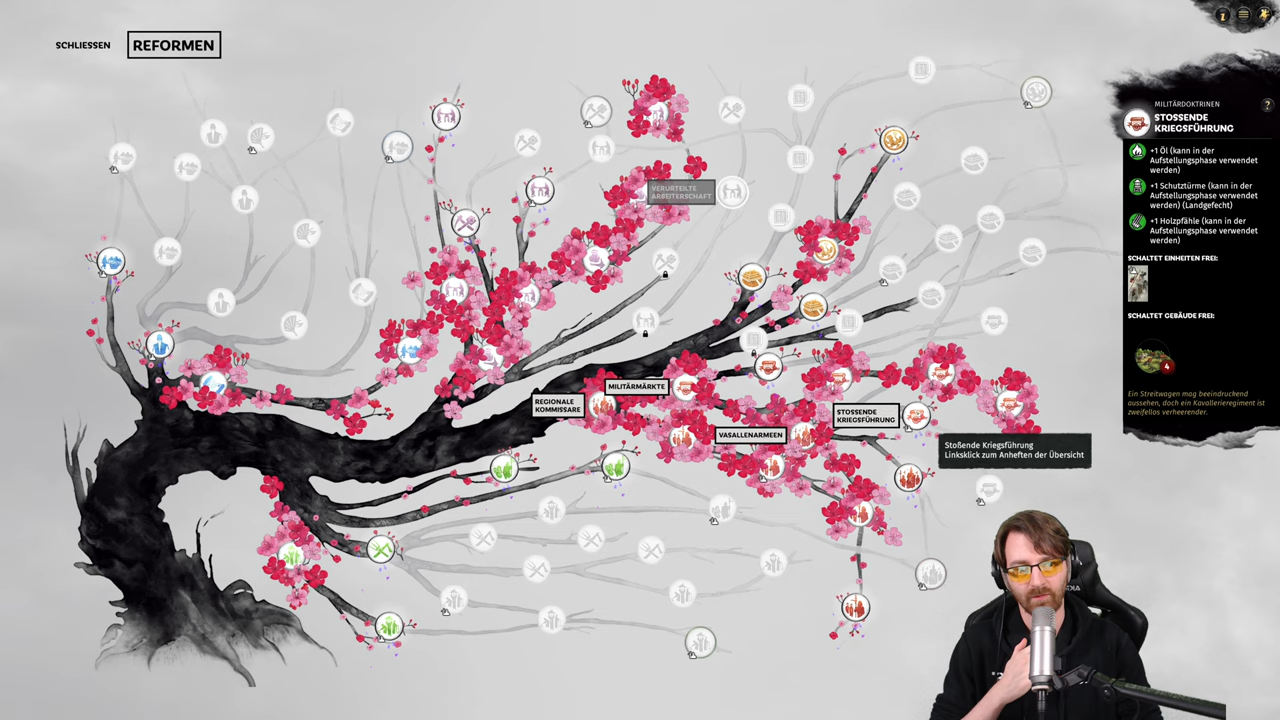 SCHLIESSEN
REFORMEN
MILITÄRDOKTRINEN
?
STOSSENDE
KRIEGSFÜHRUNG
+1 Öl (kann in der
Aufstellungsphase verwendet
werden)
+1 Schutztürme (kann in der
Aufstellungsphase verwendet
werden) (Landgefecht)
+1 Holzpfähle (kann in der
Aufstellungsphase verwendet
werden)
SCHALTET EINHEITEN FREI:
SCHALTET GEBÄUDE FREI:
4
Ein Streitwagen mag beeindruckend
aussehen, doch ein Kavallerieregiment ist
zweifellos verheerender.
VERURTEILTE
ARBEITERSCHAFT
MILITÄRMÄRKTE
REGIONALE
KOMMISSARE
VASALLENARMEEN
STOSSENDE
KRIEGSFÜHRUNG
Stoßende Kriegsführung
Linksklick zum Anheften der Übersicht